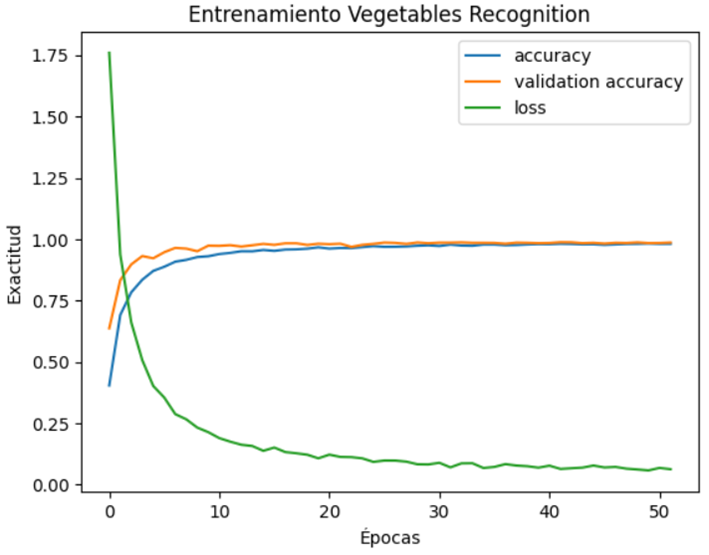 Entrenamiento Vegetables Recognition
accuracy
validation accuracy
loss
Exactitud
1.75
1.50
1.25
1.00
0.75
0.50
0.25
0.00
0 10 20 30 40 50
Épocas